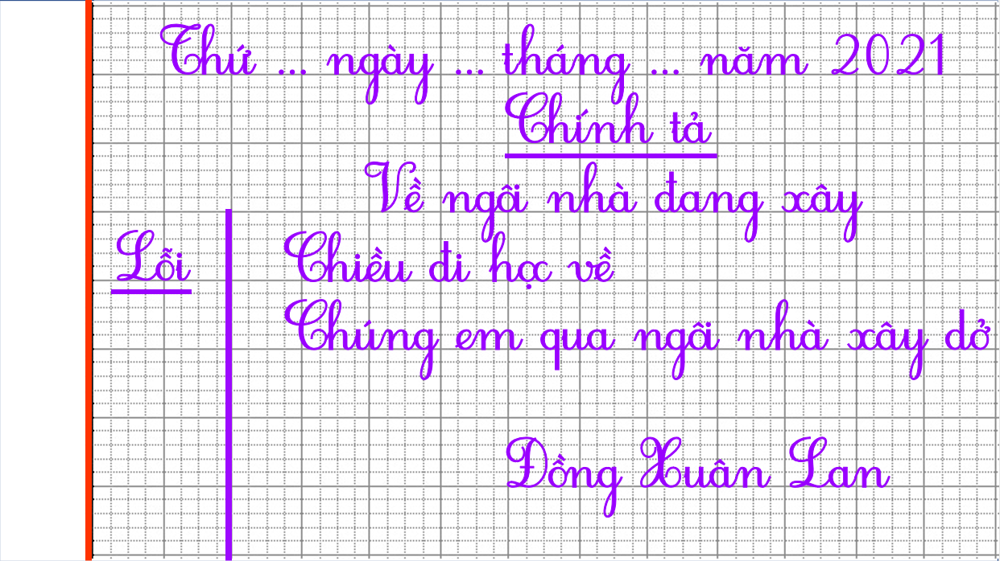 Thứ ... ngày ... tháng ... năm 2021
Chính tả
Về ngôi nhà đang xây
Lỗi
Chiều đi học về
Chúng em qua ngôi nhà xây dở
Đồng Xuân Lan